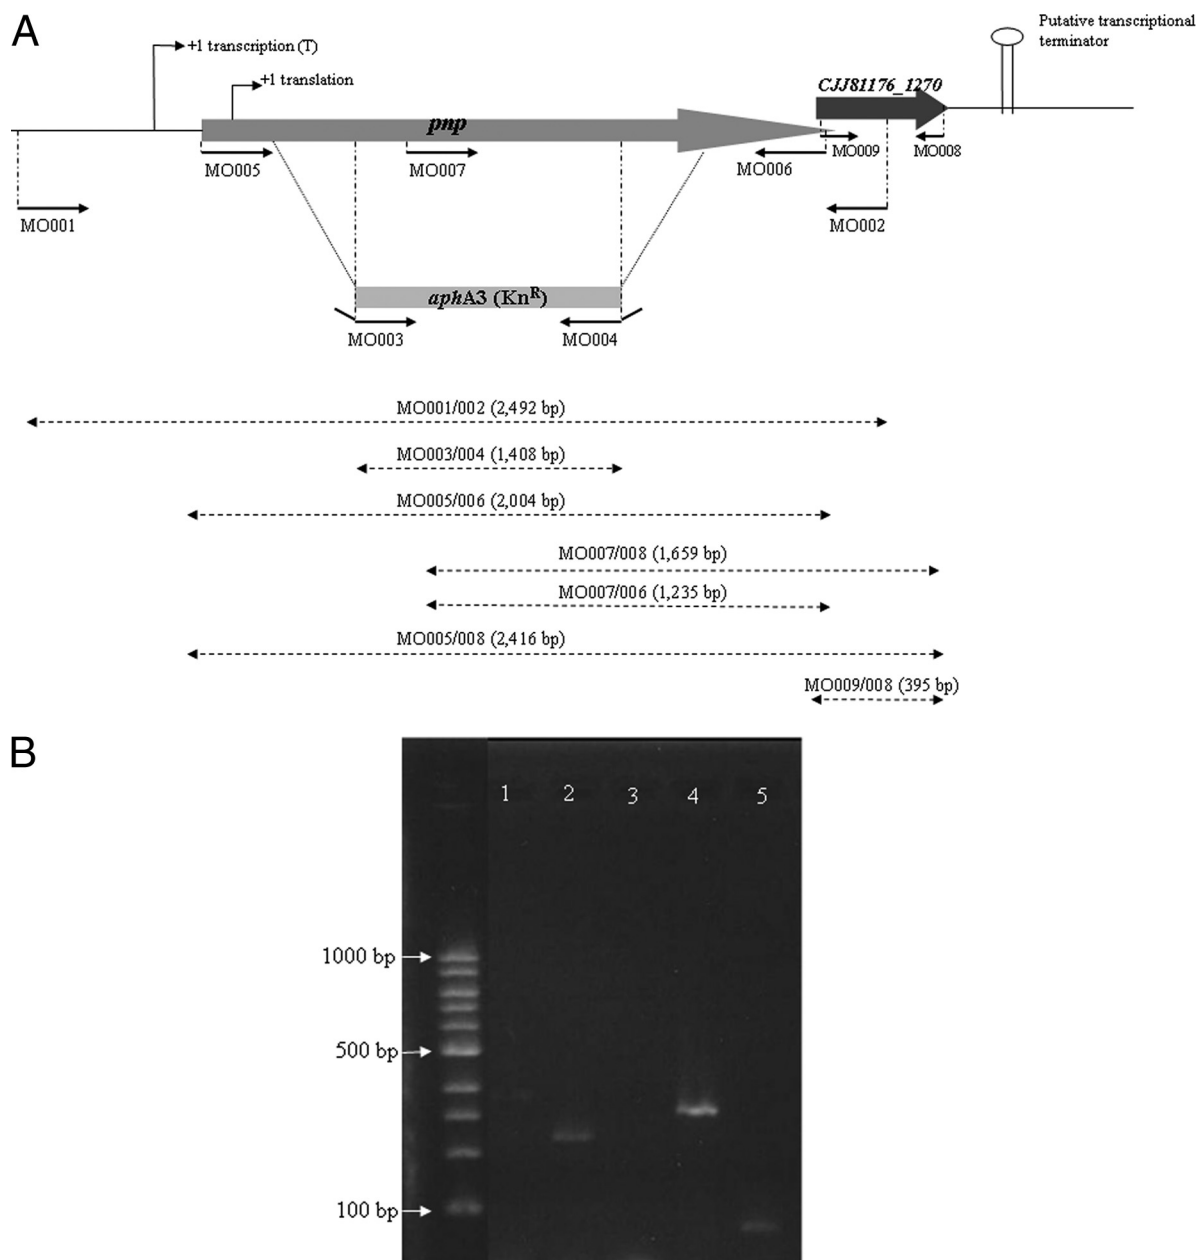 A
+1 transcription (T)
+1 translation
Putative transcriptional
terminator
CJJ81176_1270
pnp
MO005
MO007
MO006
MO009
MO008
MO001
MO002
aphA3 (Kn^R)
MO003
MO004
MO001/002 (2,492 bp)
MO003/004 (1,408 bp)
MO005/006 (2,004 bp)
MO007/008 (1,659 bp)
MO007/006 (1,235 bp)
MO005/008 (2,416 bp)
MO009/008 (395 bp)
B
1 2 3 4 5
1000 bp
500 bp
100 bp